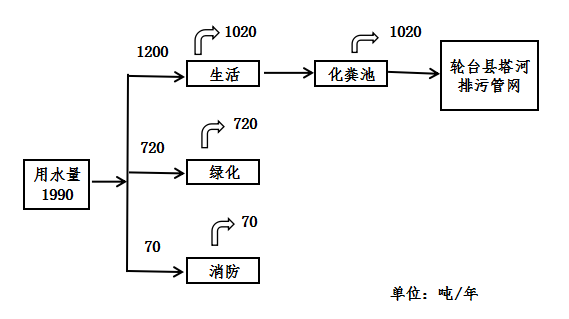 1020
1020
1200
生活
化粪池
轮台县塔河
排污管网
720
720
用水量
1990
绿化
70
70
消防
单位：吨/年